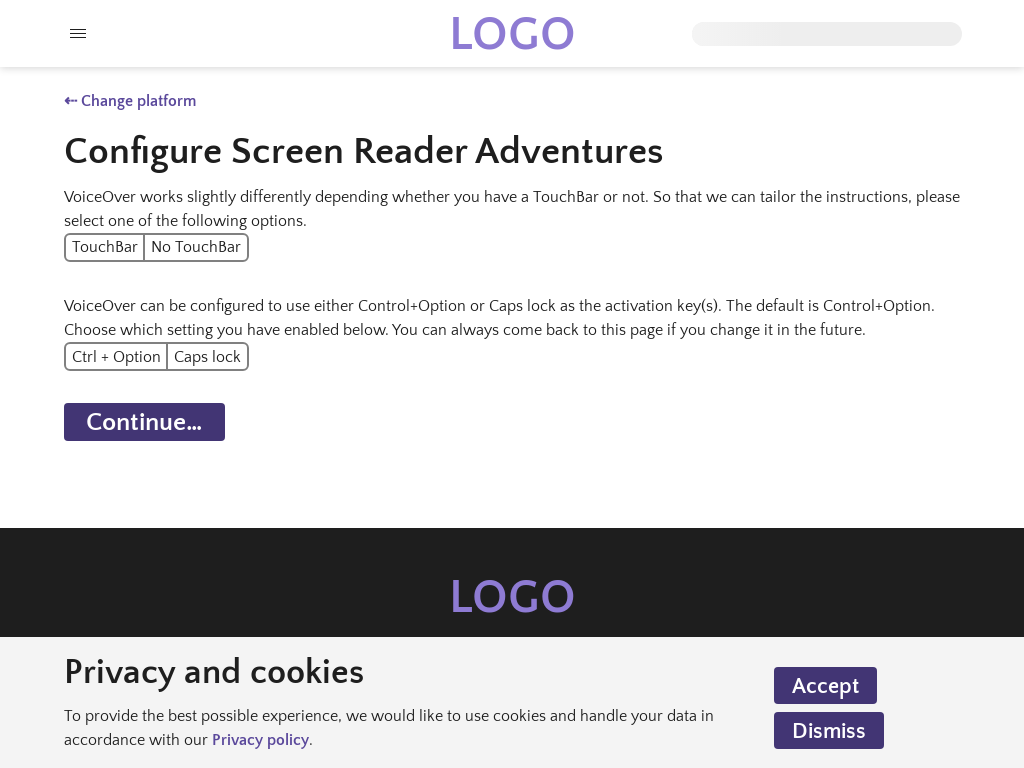 LOGO
⇠ Change platform
Configure Screen Reader Adventures
VoiceOver works slightly differently depending whether you have a TouchBar or not. So that we can tailor the instructions, please
select one of the following options.
TouchBar No TouchBar
VoiceOver can be configured to use either Control+Option or Caps lock as the activation key(s). The default is Control+Option.
Choose which setting you have enabled below. You can always come back to this page if you change it in the future.
Ctrl + Option Caps lock
Continue…
LOGO
Privacy and cookies
To provide the best possible experience, we would like to use cookies and handle your data in
accordance with our Privacy policy.
Accept
Dismiss